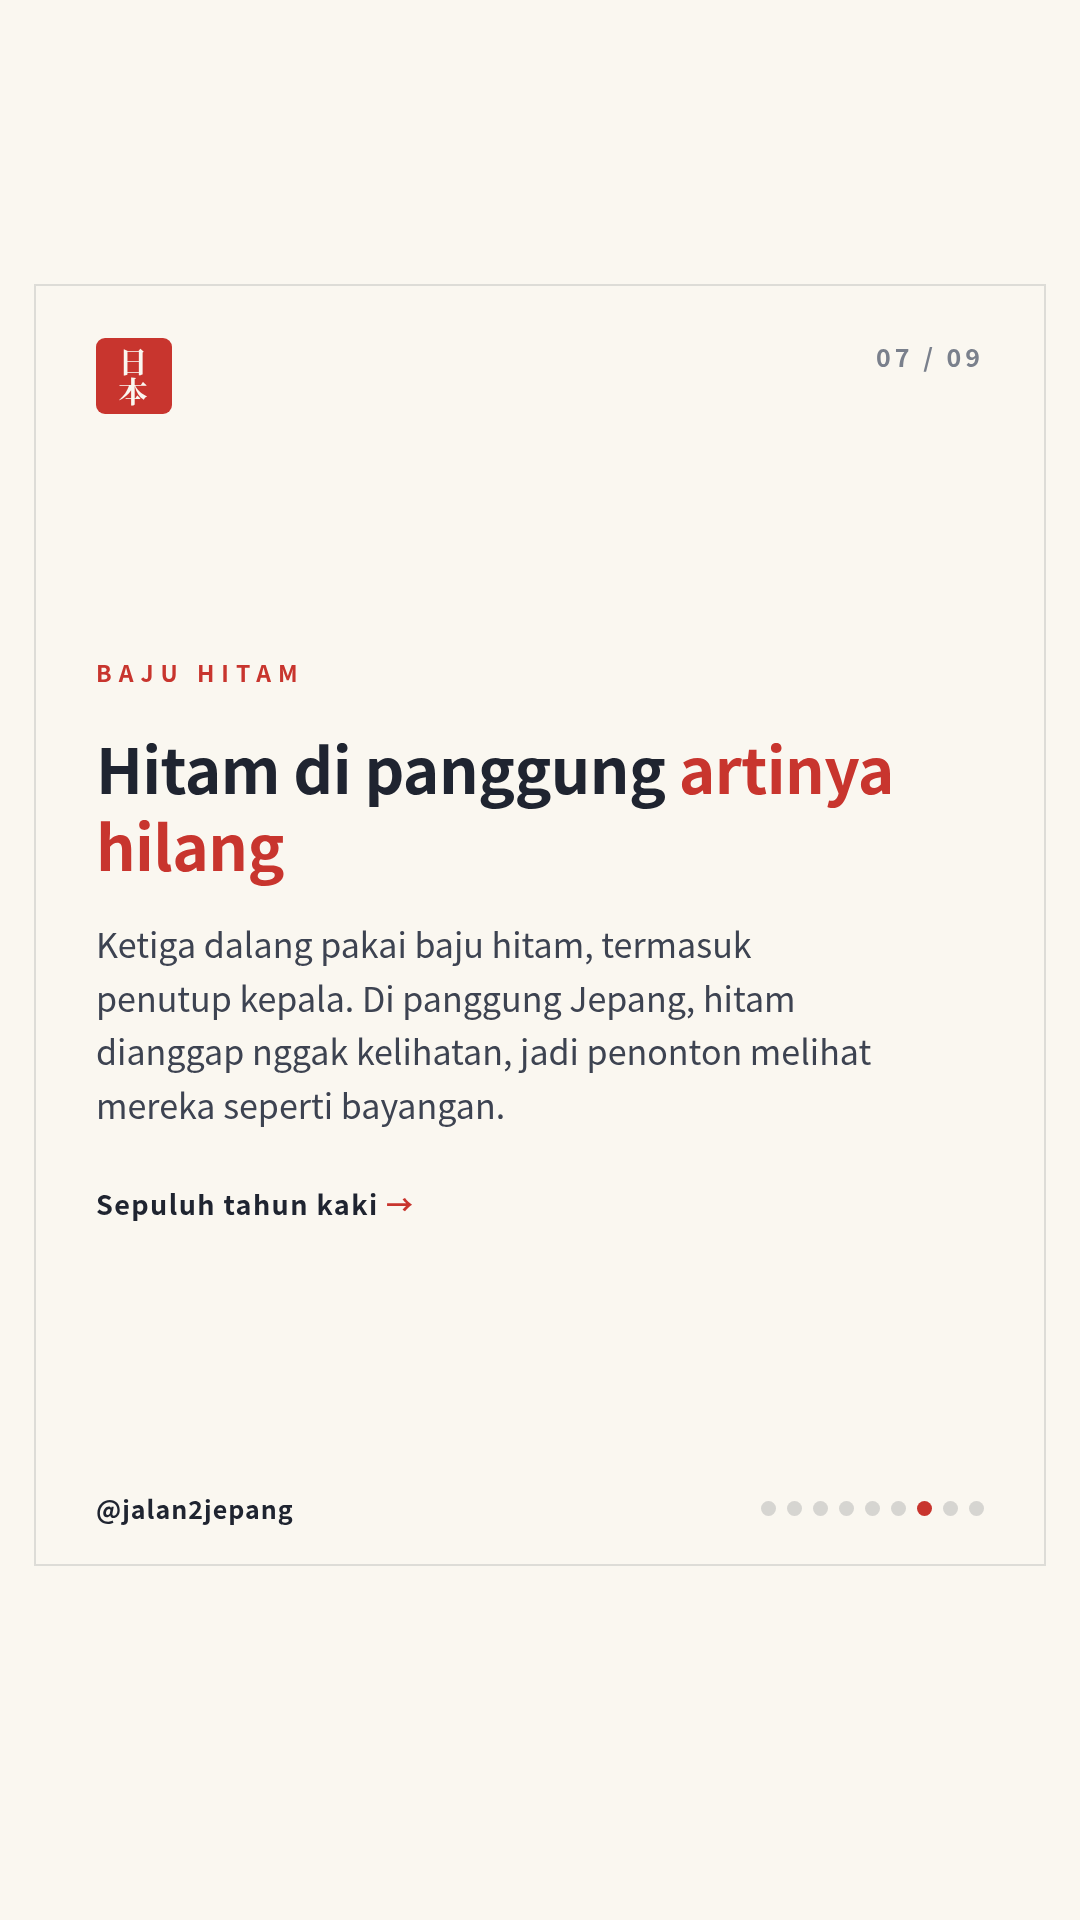 日
本
07 / 09
BAJU HITAM
Hitam di panggung artinya
hilang
Ketiga dalang pakai baju hitam, termasuk
penutup kepala. Di panggung Jepang, hitam
dianggap nggak kelihatan, jadi penonton melihat
mereka seperti bayangan.
Sepuluh tahun kaki →
@jalan2jepang